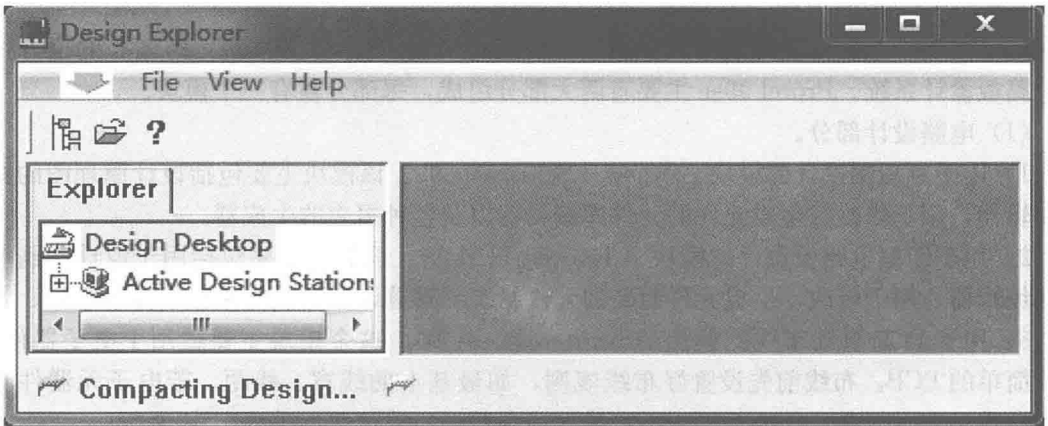 Design Explorer
File View Help
?
Explorer
Design Desktop
Active Design Station
Compacting Design...